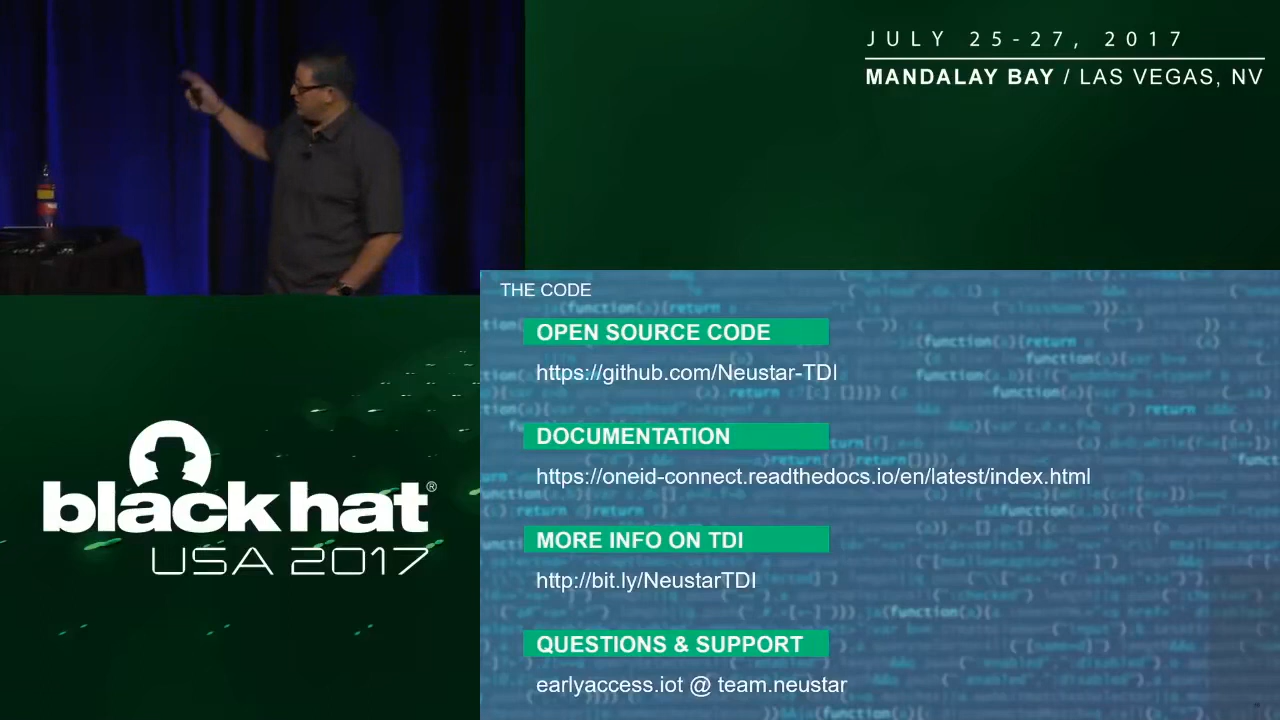 JULY 25-27, 2017
MANDALAY BAY / LAS VEGAS, NV
THE CODE
OPEN SOURCE CODE
https://github.com/Neustar-TDI
DOCUMENTATION
https://oneid-connect.readthedocs.io/en/latest/index.html
MORE INFO ON TDI
http://bit.ly/NeustarTDI
QUESTIONS & SUPPORT
earlyaccess.iot @ team.neustar
black hat®
USA 2017